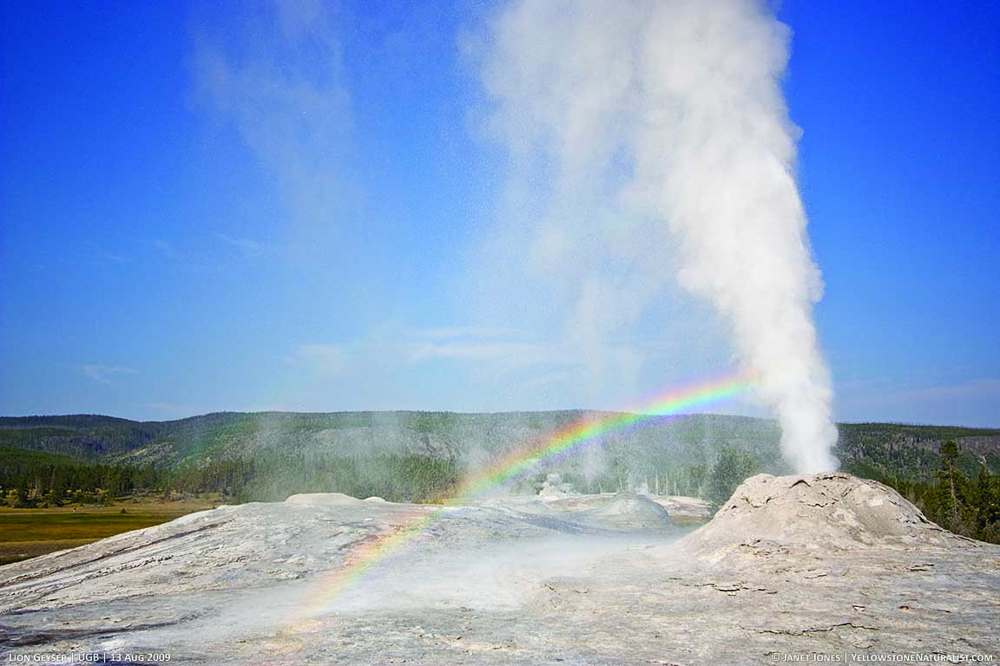 Lion Geyser | UGB | 13 Aug 2009
© Janet Jones | YellowstoneNaturalist.com